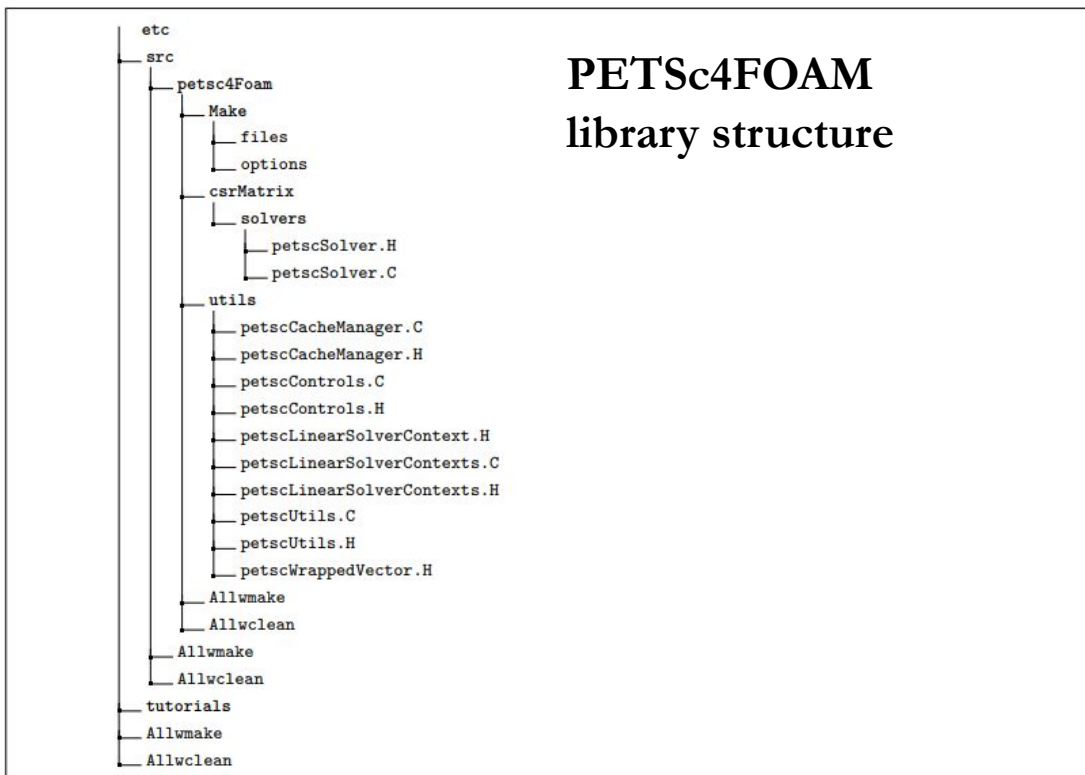 etc
PETSc4FOAM
library structure
src
petsc4Foam
Make
files
options
csrMatrix
solvers
petscSolver.H
petscSolver.C
utils
petscCacheManager.C
petscCacheManager.H
petscControls.C
petscControls.H
petscLinearSolverContext.H
petscLinearSolverContexts.C
petscLinearSolverContexts.H
petscUtils.C
petscUtils.H
petscWrappedVector.H
Allwmake
Allwclean
Allwmake
Allwclean
tutorials
Allwmake
Allwclean